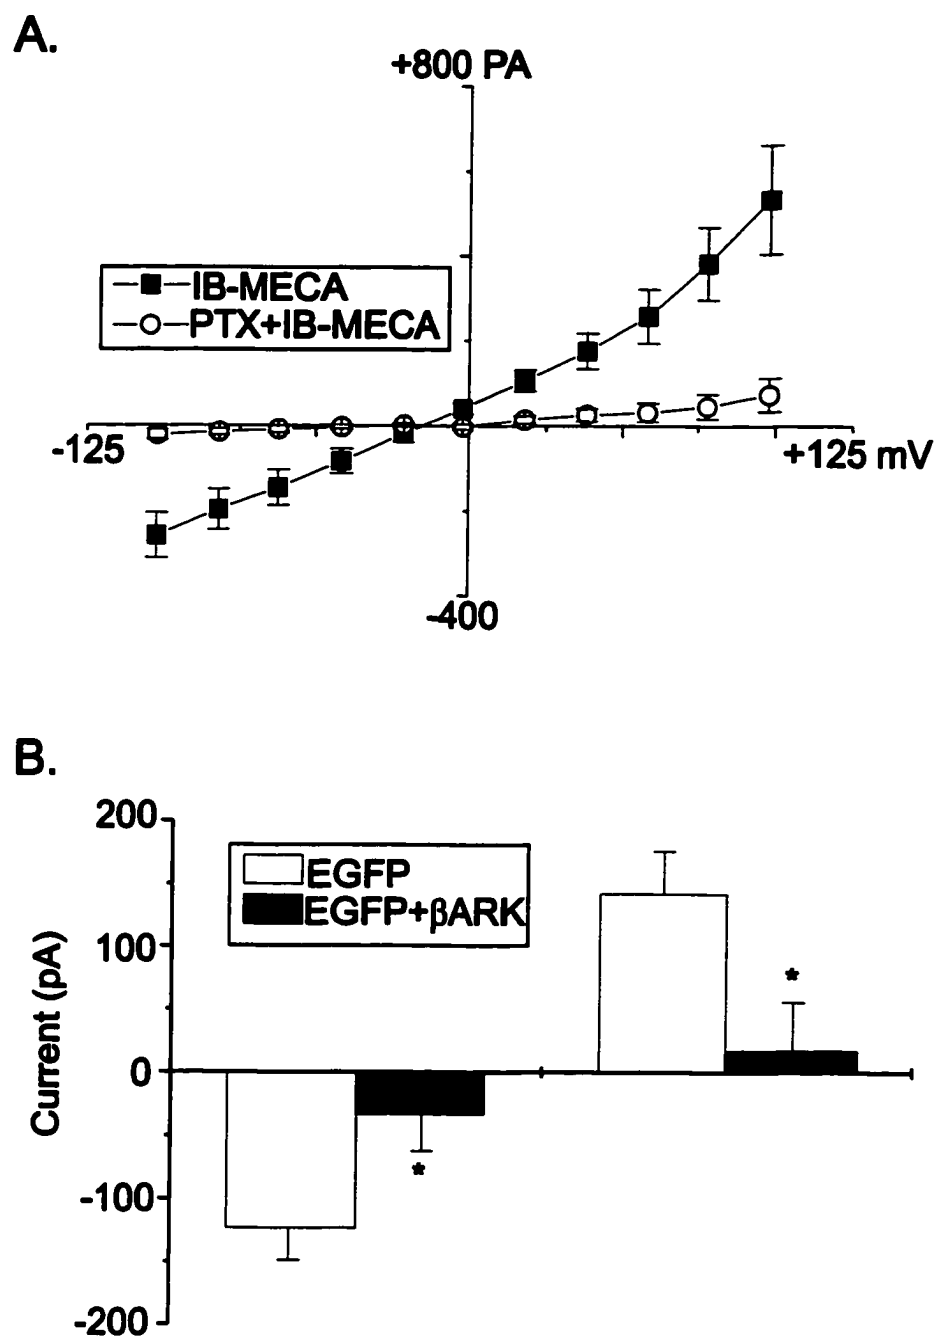 A.
+800 PA
IB-MECA
PTX+IB-MECA
-125
+125 mV
-400
B.
200
100
0
-100
-200
Current (pA)
EGFP
EGFP+βARK
*
*